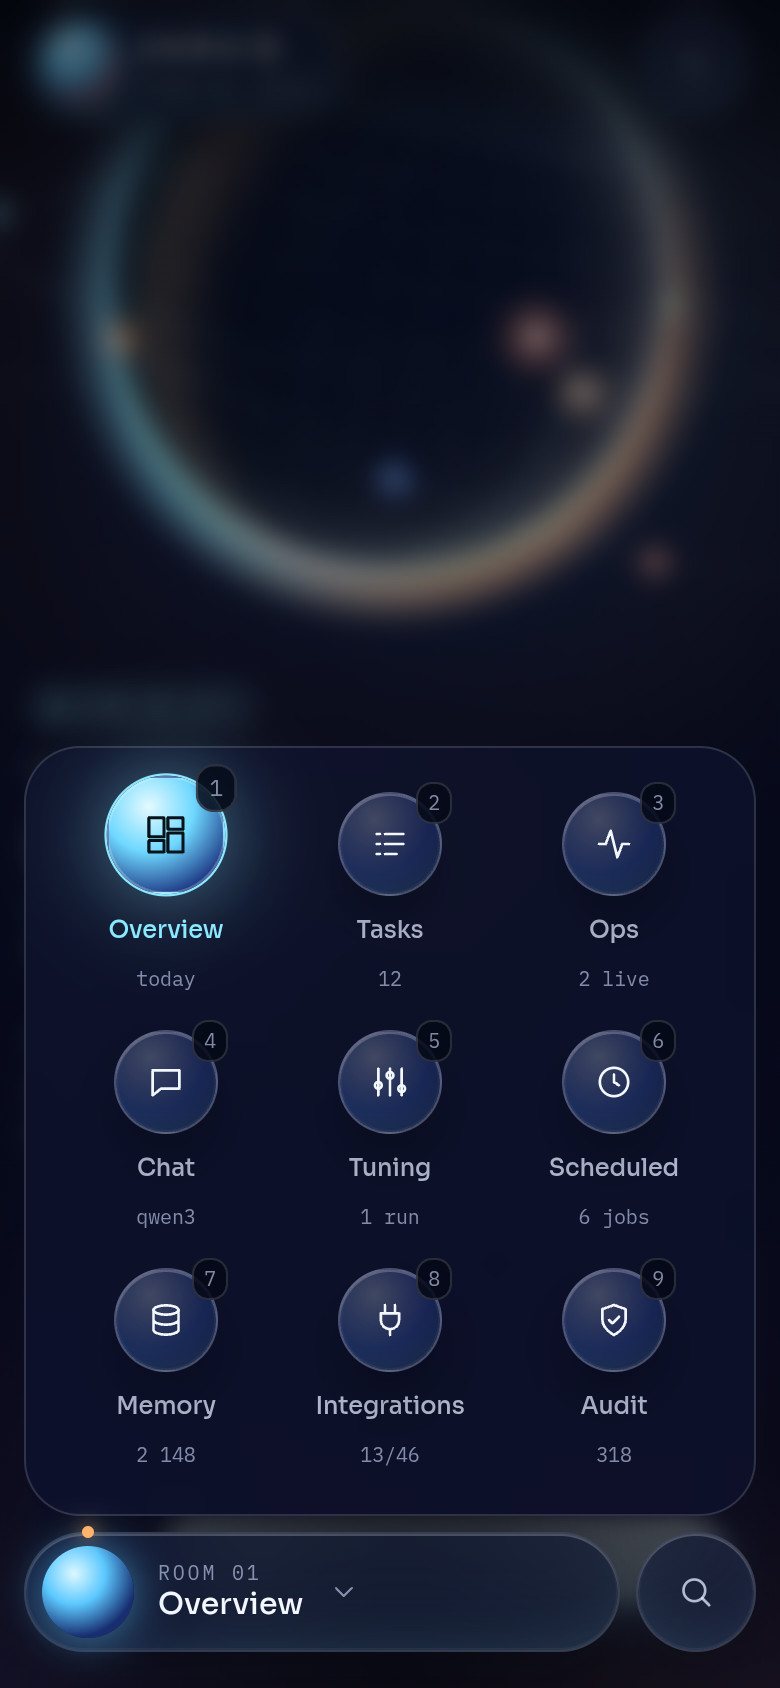 1
2
3
Overview
Tasks
Ops
today
12
2 live
4
5
6
Chat
Tuning
Scheduled
qwen3
1 run
6 jobs
7
8
9
Memory
Integrations
Audit
2 148
13/46
318
ROOM 01
Overview